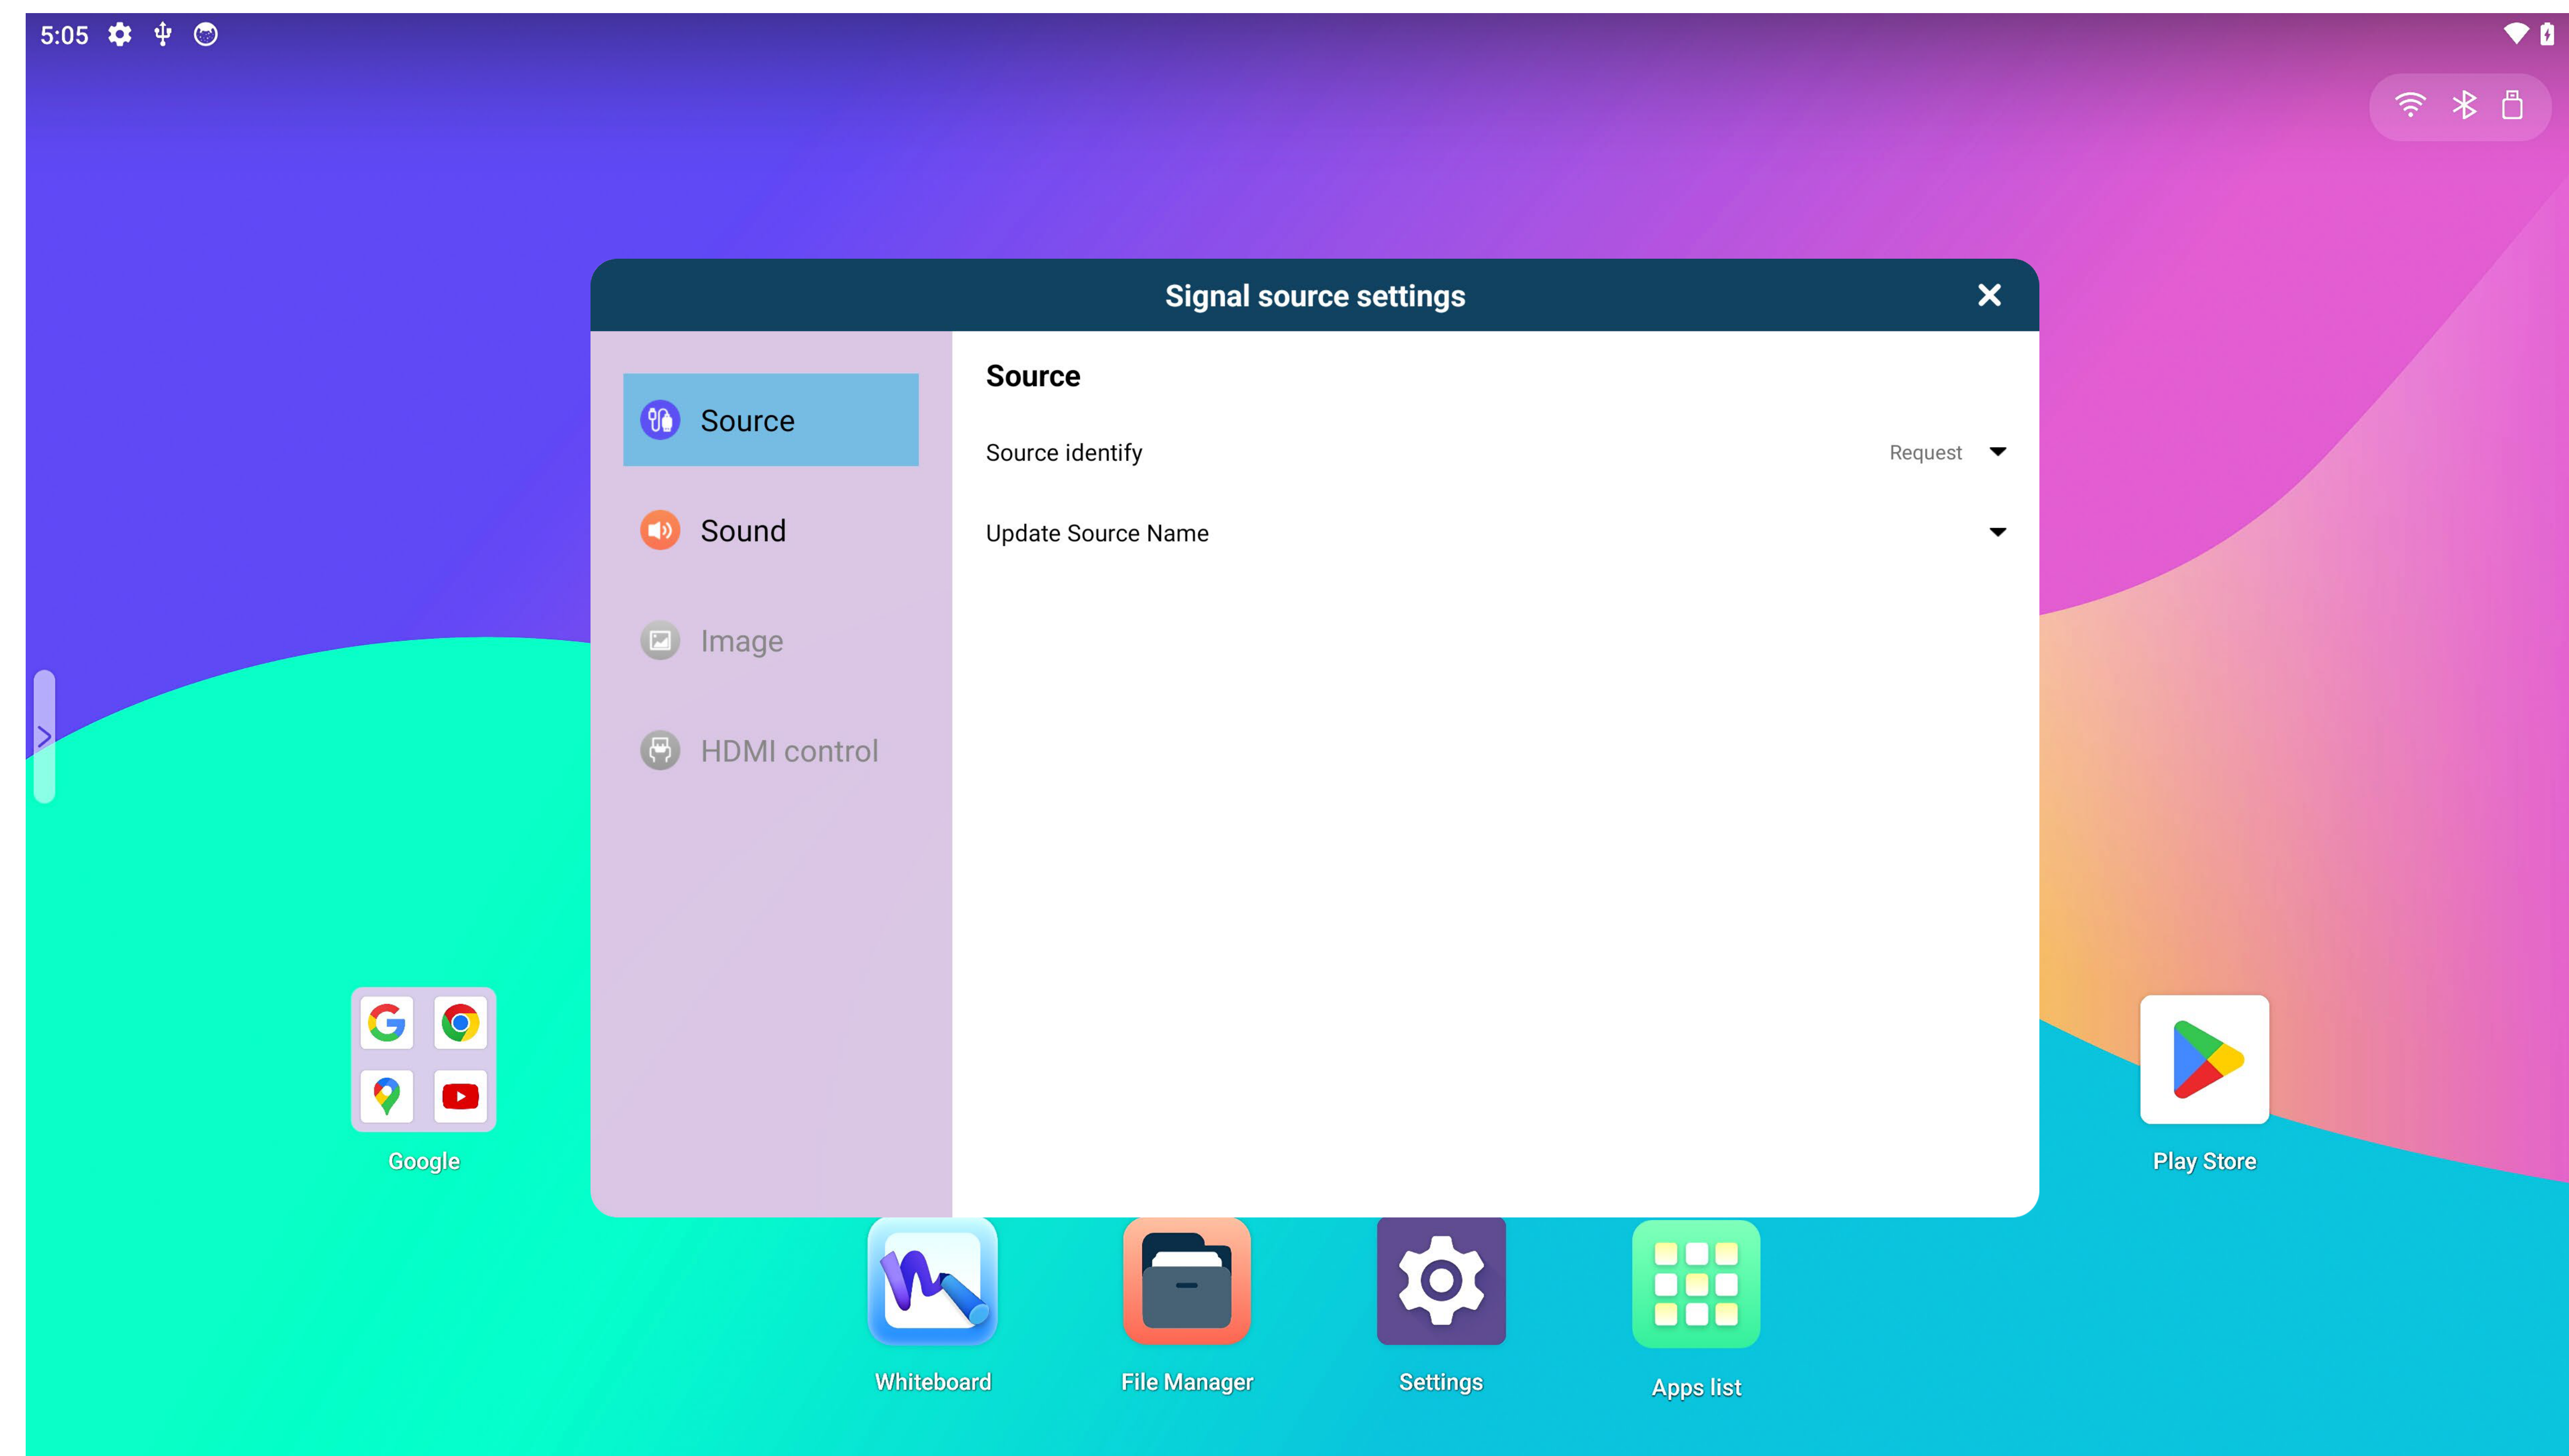 5:05
Signal source settings
Source
Sound
Image
HDMI control
Source
Source identify
Request
Update Source Name
Google
Play Store
Whiteboard
File Manager
Settings
Apps list